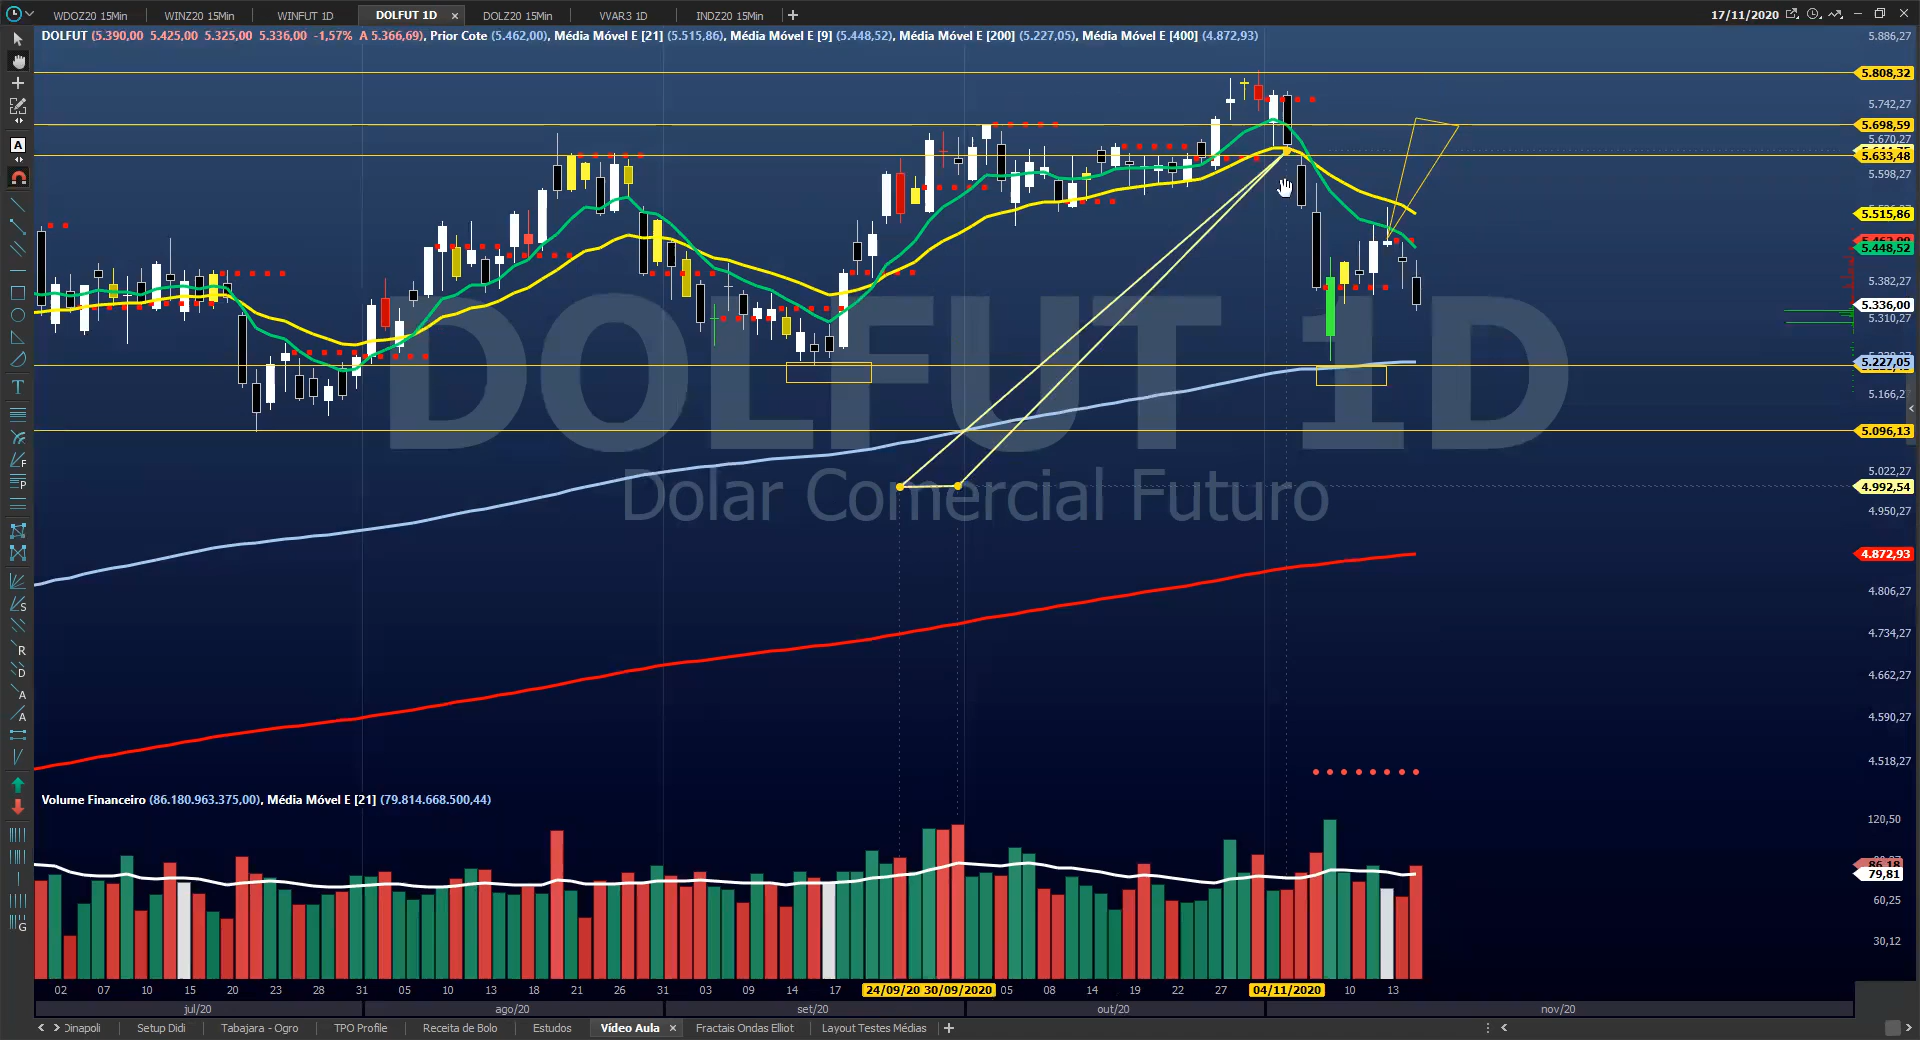 WDOZ20 15Min WINZ20 15Min WINFUT 1D DOLFUT 1D × DOLZ20 15Min VVAR3 1D INDZ20 15Min + 17/11/2020
DOLFUT (5.390,00 5.425,00 5.325,00 5.336,00 -1,57% A 5.366,69), Prior Cote (5.462,00), Média Móvel E [21] (5.515,86), Média Móvel E [9] (5.448,52), Média Móvel E [200] (5.227,05), Média Móvel E [400] (4.872,93)
5.886,27
5.808,32
5.742,27
5.698,59
5.670,27
5.633,48
5.598,27
5.515,86
5.448,52
5.382,27
5.336,00
5.310,27
5.227,05
5.166,27
5.096,13
5.022,27
4.992,54
4.950,27
4.872,93
4.806,27
4.734,27
4.662,27
4.590,27
4.518,27
DOLFUT 1D
Dolar Comercial Futuro
A
T
F
P
S
R
D
A
A
G
Volume Financeiro (86.180.963.375,00), Média Móvel E [21] (79.814.668.500,44)
120,50
86,18
79,81
60,25
30,12
02 07 10 15 20 23 28 31 05 10 13 18 21 26 31 03 09 14 17 24/09/20 30/09/2020 05 08 14 19 22 27 04/11/2020 10 13
jul/20 ago/20 set/20 out/20 nov/20
Dinapoli Setup Didi Tabajara - Ogro TPO Profile Receita de Bolo Estudos Vídeo Aula × Fractais Ondas Elliot Layout Testes Médias +